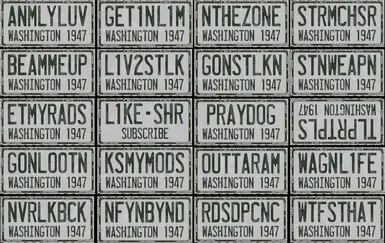 ANMLYLUV GET1NL1M NTHEZONE STRMCHSR
WASHINGTON 1947 WASHINGTON 1947 WASHINGTON 1947 WASHINGTON 1947
BEAMMEUP L1V2STLK GONSTLKN STNWEAPN
WASHINGTON 1947 WASHINGTON 1947 WASHINGTON 1947 WASHINGTON 1947
ETMYRADS L1KE·SHR PRAYDOG TLPRTPLS
WASHINGTON 1947 SUBSCRIBE WASHINGTON 1947 WASHINGTON 1947
GONLOOTN KSMYMODS OUTTARAM WAGNL1FE
WASHINGTON 1947 WASHINGTON 1947 WASHINGTON 1947 WASHINGTON 1947
NVRLKBCK NFYNBYND RDSDPCNC WTFSTHAT
WASHINGTON 1947 WASHINGTON 1947 WASHINGTON 1947 WASHINGTON 1947